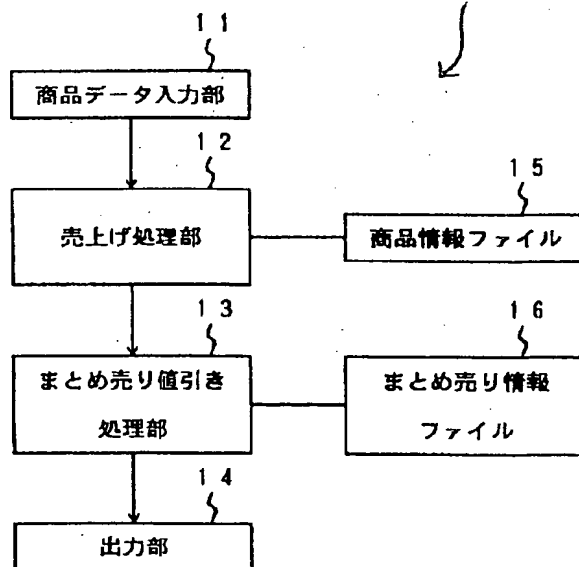 11
商品データ入力部
12
15
売上げ処理部
商品情報ファイル
13
16
まとめ売り値引き
処理部
まとめ売り情報
ファイル
14
出力部